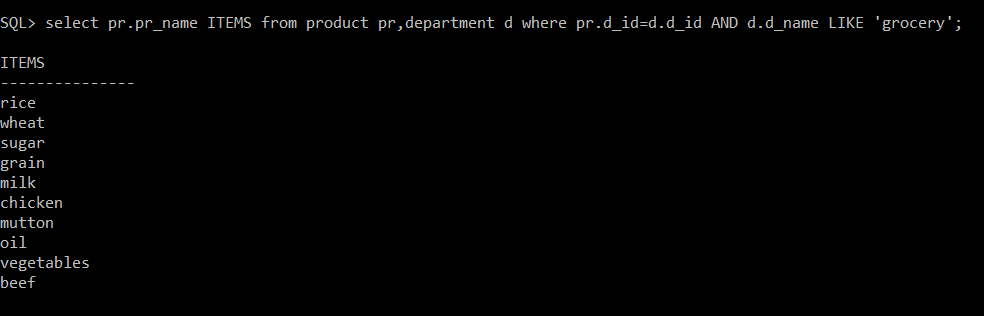 SQL> select pr.pr_name ITEMS from product pr,department d where pr.d_id=d.d_id AND d.d_name LIKE 'grocery';
ITEMS
---------------
rice
wheat
sugar
grain
milk
chicken
mutton
oil
vegetables
beef